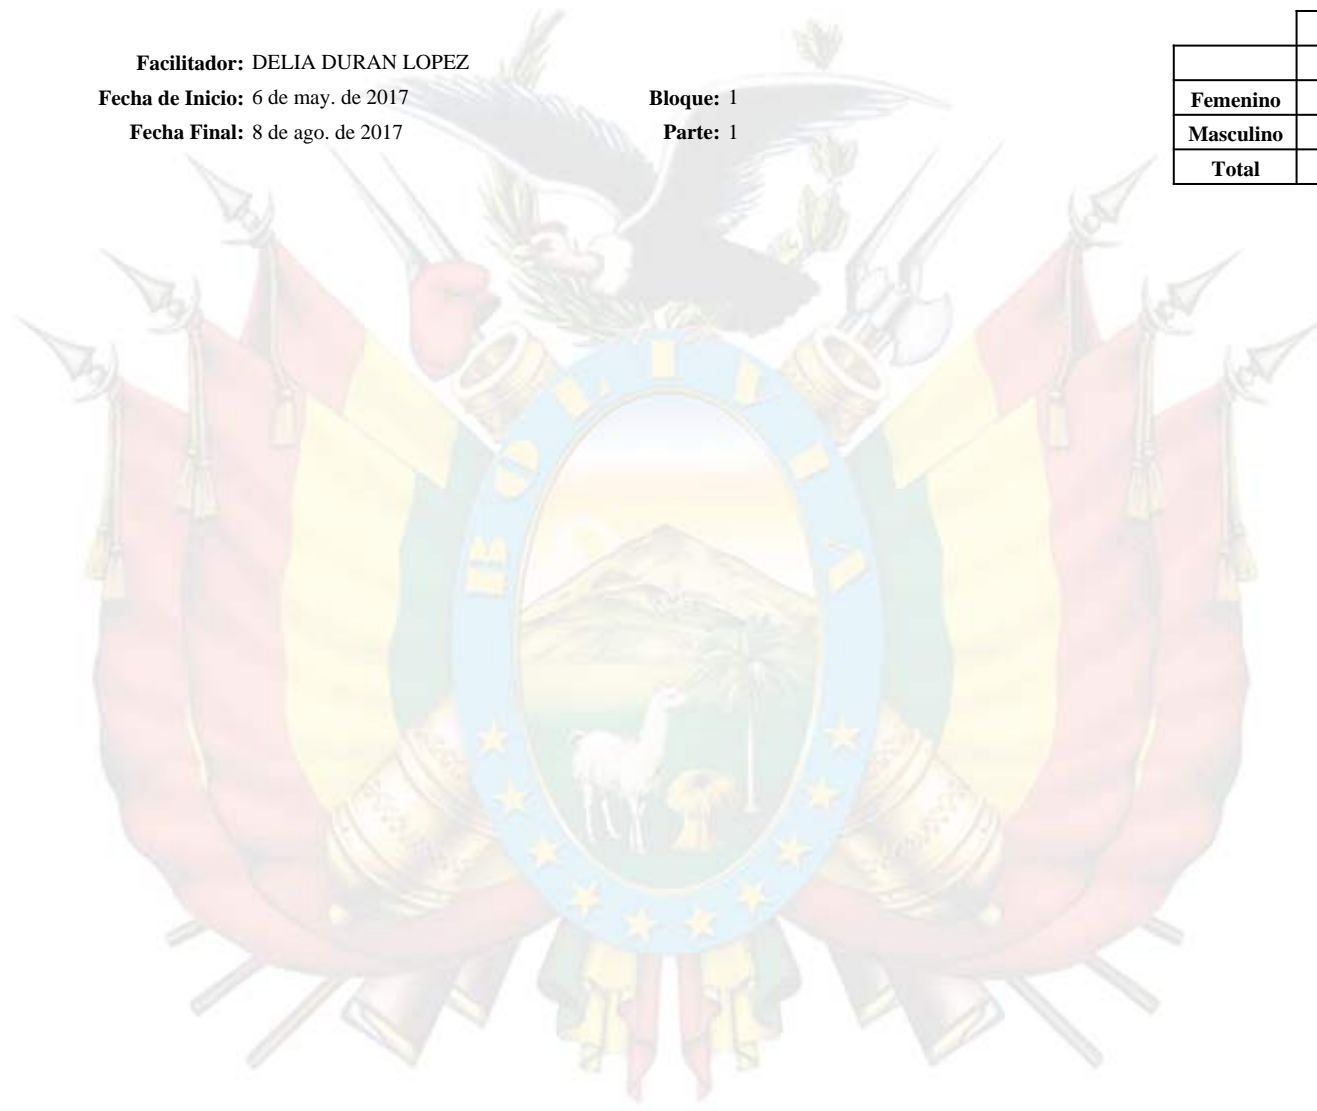 Facilitador: DELIA DURAN LOPEZ
Fecha de Inicio: 6 de may. de 2017
Bloque: 1
Fecha Final: 8 de ago. de 2017
Parte: 1
Femenino
Masculino
Total
BOLIVIA